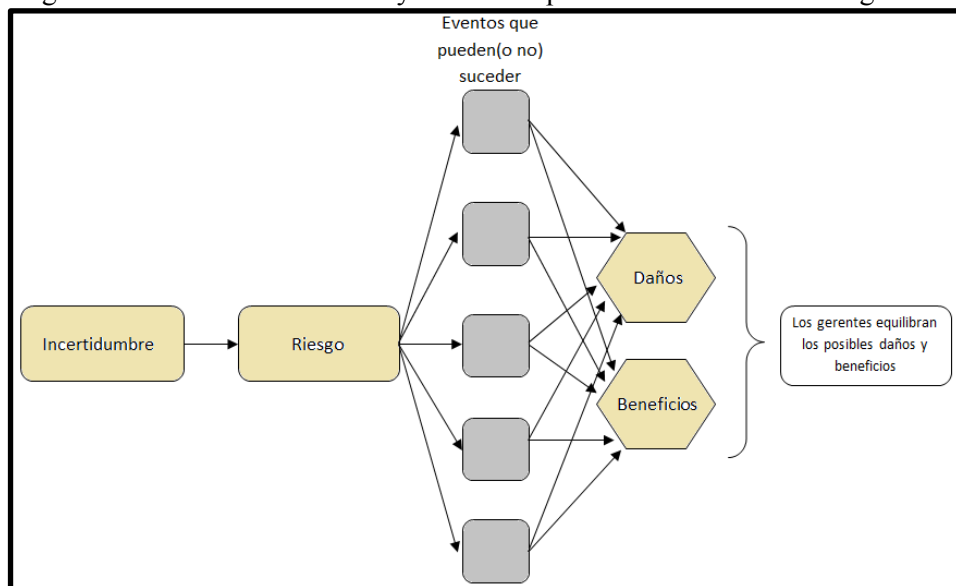 Eventos que
pueden(o no)
suceder
Daños
Incertidumbre
Riesgo
Los gerentes equilibran
los posibles daños y
beneficios
Beneficios